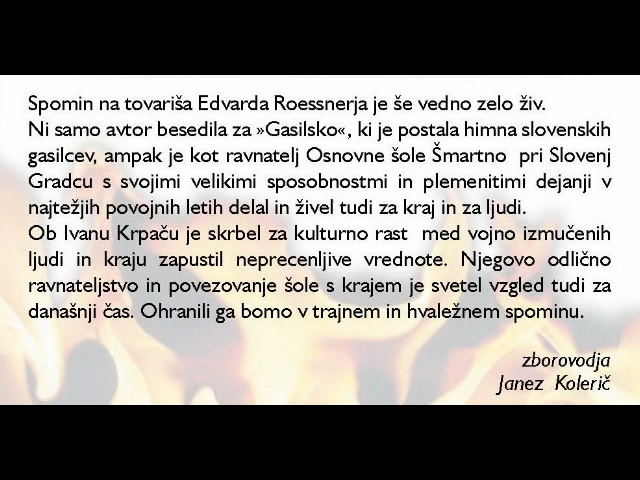 Spomin na tovariša Edvarda Roessnerja je še vedno zelo živ.
Ni samo avtor besedila za »Gasilsko«, ki je postala himna slovenskih
gasilcev, ampak je kot ravnatelj Osnovne šole Šmartno pri Slovenj
Gradcu s svojimi velikimi sposobnostmi in plemenitimi dejanji v
najtežjih povojnih letih delal in živel tudi za kraj in za ljudi.
Ob Ivanu Krpaču je skrbel za kulturno rast med vojno izmučenih
ljudi in kraju zapustil neprecenljive vrednote. Njegovo odlično
ravnateljstvo in povezovanje šole s krajem je svetel vzgled tudi za
današnji čas. Ohranili ga bomo v trajnem in hvaležnem spominu.
zborovodja
Janez Kolerič